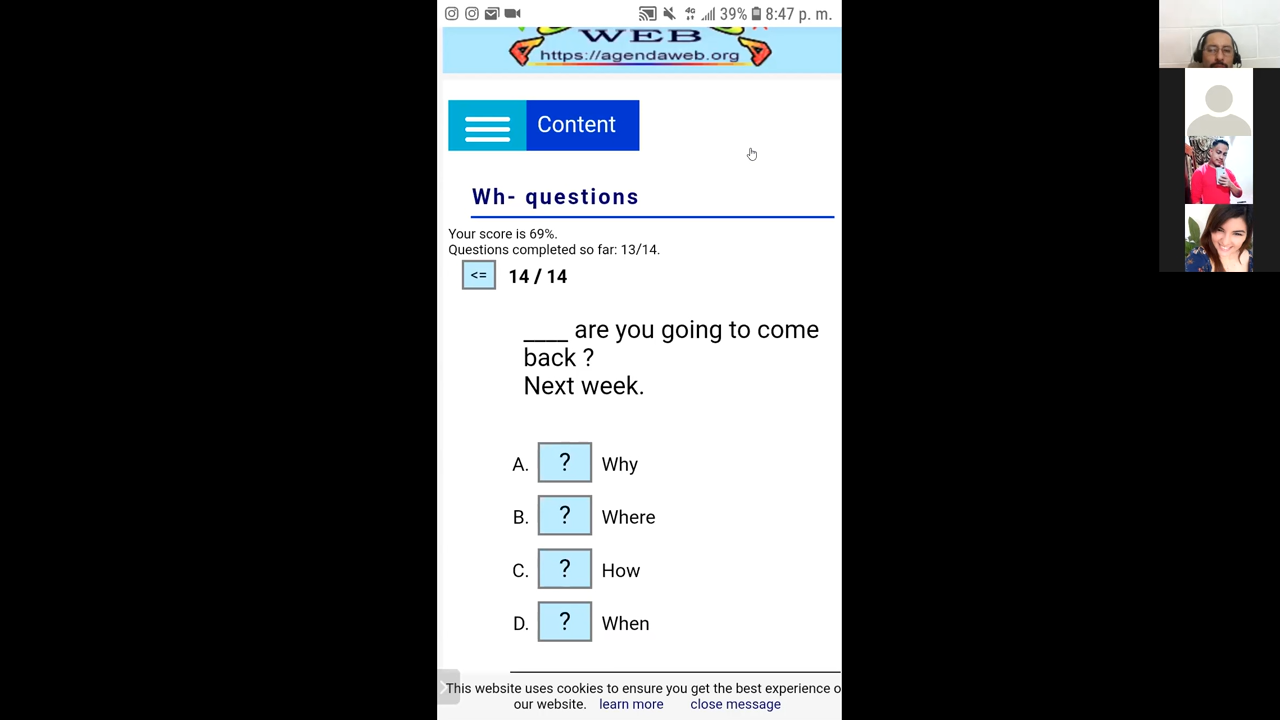 4G 39% 8:47 p. m.
WEB
https://agendaweb.org
Content
Wh- questions
Your score is 69%.
Questions completed so far: 13/14.
<= 14 / 14
____ are you going to come
back ?
Next week.
A. ? Why
B. ? Where
C. ? How
D. ? When
This website uses cookies to ensure you get the best experience o
our website. learn more close message